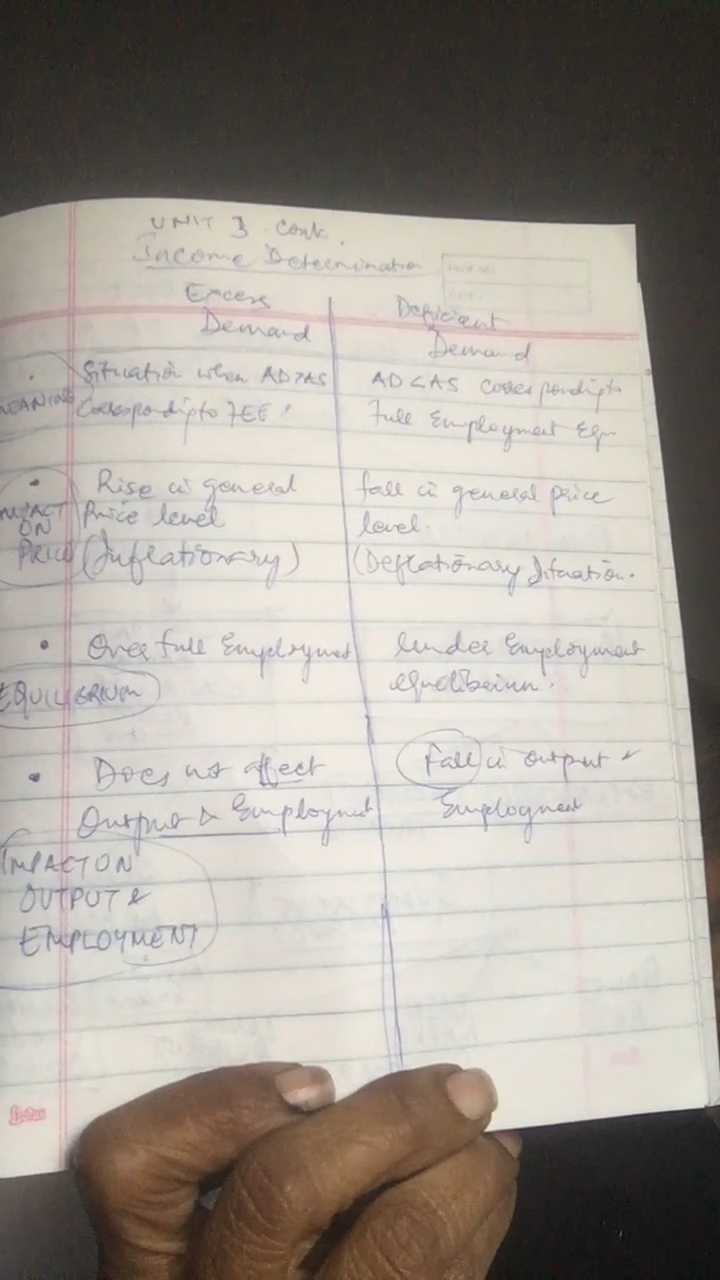 UNIT 3 Cont.
Income Determination
Excess Demand
Deficient Demand
MEANING
Situation when AD>AS
Correspondip to FEE
AD<AS correspondip to
Full Employment Eqm
IMPACT ON PRICE
Rise in general
Price level
(Inflationary)
fall in general price
level.
(Deflationary Situation.
EQUILIBRIUM
Over full Employment
Under Employment
equilibrium.
IMPACT ON
OUTPUT &
EMPLOYMENT
Does not affect
Output & Employment
Fall in output &
Employment